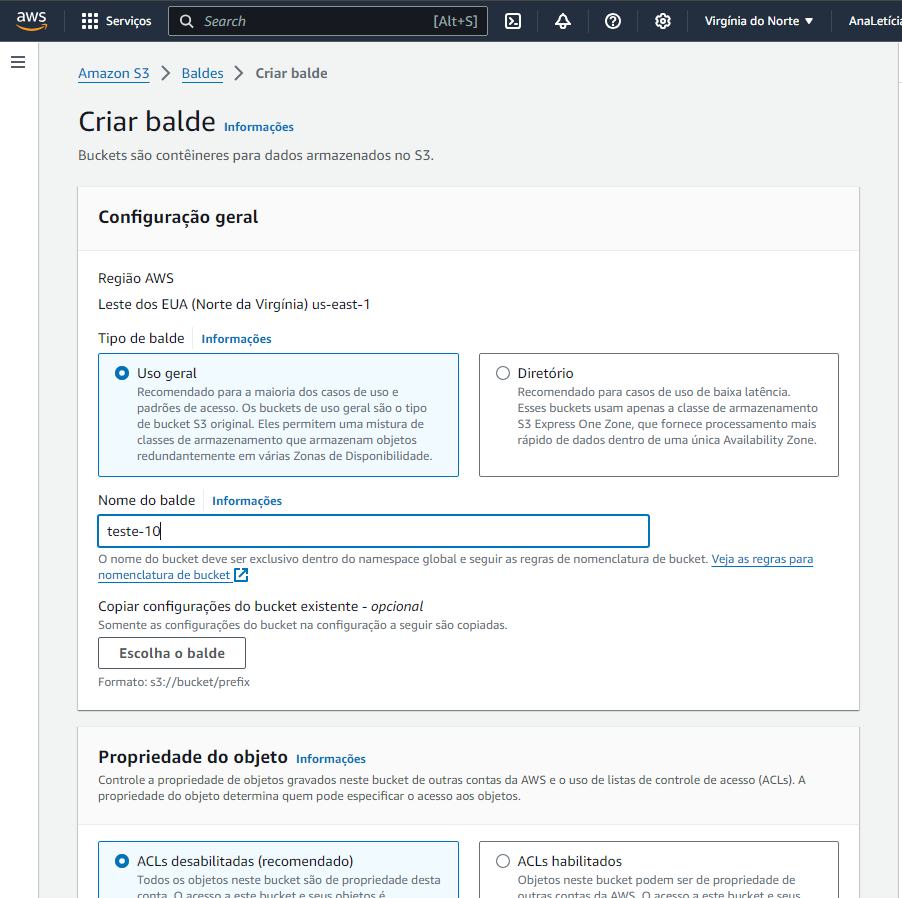 aws Serviços Search [Alt+S] Virgínia do Norte AnaLetícia
Amazon S3 > Baldes > Criar balde
Criar balde Informações
Buckets são contêineres para dados armazenados no S3.
Configuração geral
Região AWS
Leste dos EUA (Norte da Virgínia) us-east-1
Tipo de balde Informações
Uso geral
Recomendado para a maioria dos casos de uso e
padrões de acesso. Os buckets de uso geral são o tipo
de bucket S3 original. Eles permitem uma mistura de
classes de armazenamento que armazenam objetos
redundantemente em várias Zonas de Disponibilidade.
Diretório
Recomendado para casos de uso de baixa latência.
Esses buckets usam apenas a classe de armazenamento
S3 Express One Zone, que fornece processamento mais
rápido de dados dentro de uma única Availability Zone.
Nome do balde Informações
teste-10
O nome do bucket deve ser exclusivo dentro do namespace global e seguir as regras de nomenclatura de bucket. Veja as regras para
nomenclatura de bucket
Copiar configurações do bucket existente - opcional
Somente as configurações do bucket na configuração a seguir são copiadas.
Escolha o balde
Formato: s3://bucket/prefix
Propriedade do objeto Informações
Controle a propriedade de objetos gravados neste bucket de outras contas da AWS e o uso de listas de controle de acesso (ACLs). A
propriedade do objeto determina quem pode especificar o acesso aos objetos.
ACLs desabilitadas (recomendado)
Todos os objetos neste bucket são de propriedade desta
conta. O acesso a este bucket e seus objetos é
ACLs habilitados
Objetos neste bucket podem ser de propriedade de
outras contas da AWS. O acesso a este bucket e seus